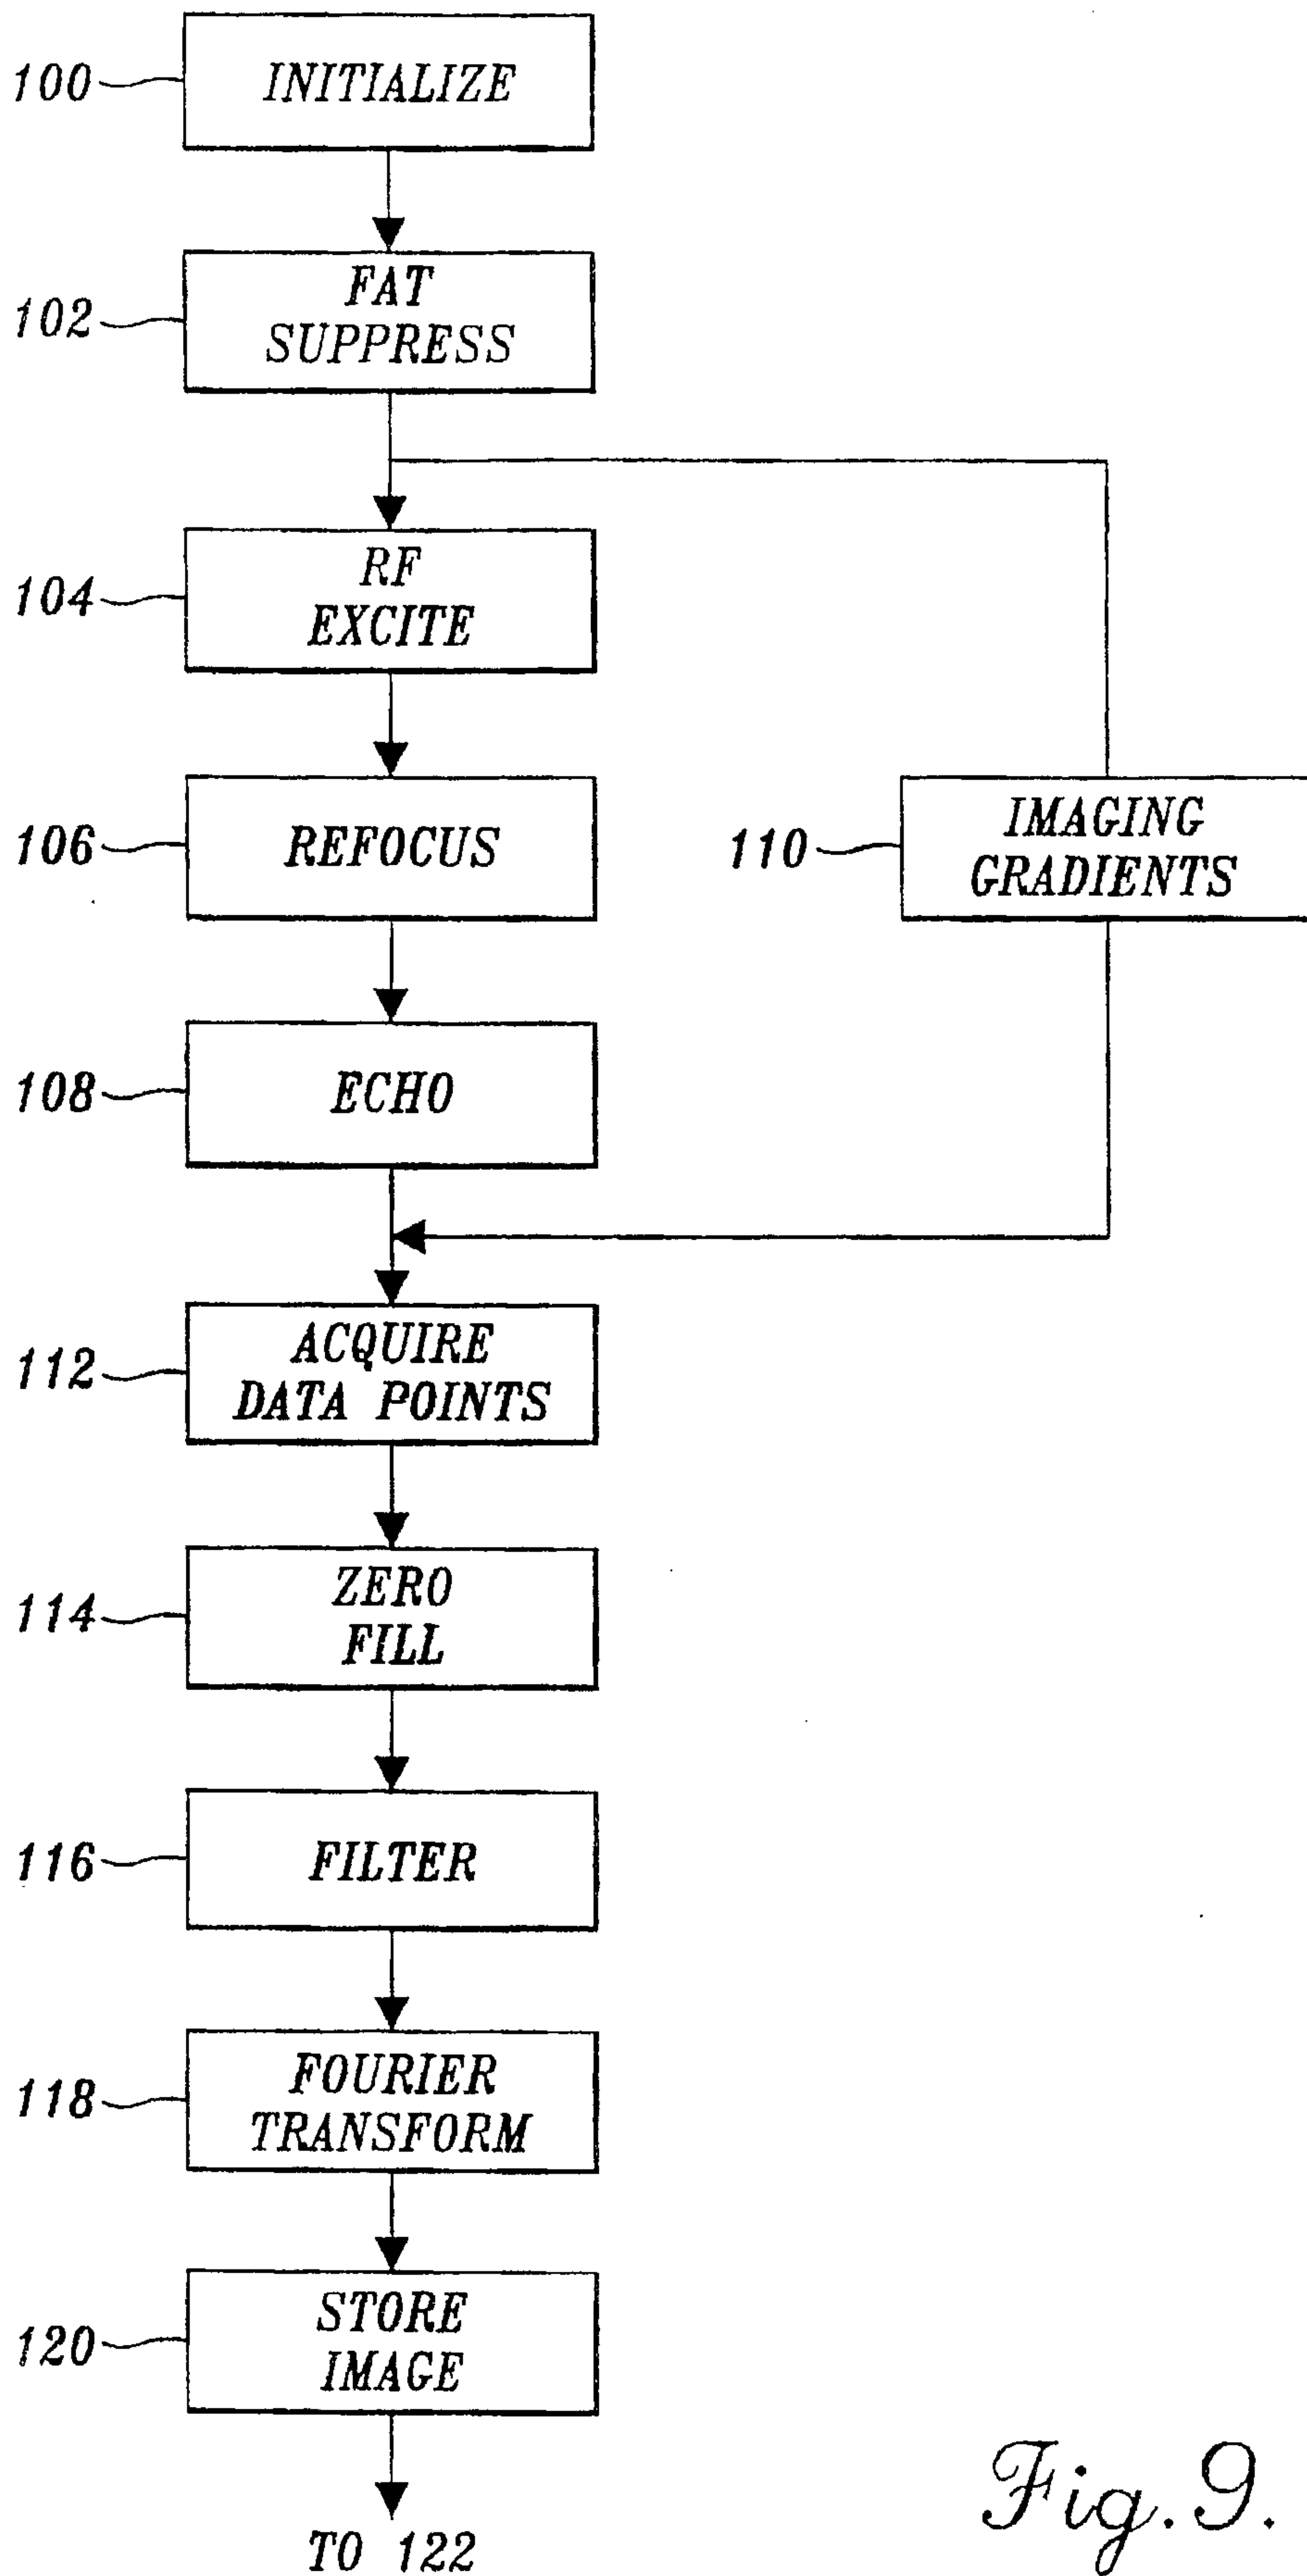 100
INITIALIZE
102
FAT
SUPPRESS
104
RF
EXCITE
106
REFOCUS
110
IMAGING
GRADIENTS
108
ECHO
112
ACQUIRE
DATA POINTS
114
ZERO
FILL
116
FILTER
118
FOURIER
TRANSFORM
120
STORE
IMAGE
TO 122
Fig. 9.